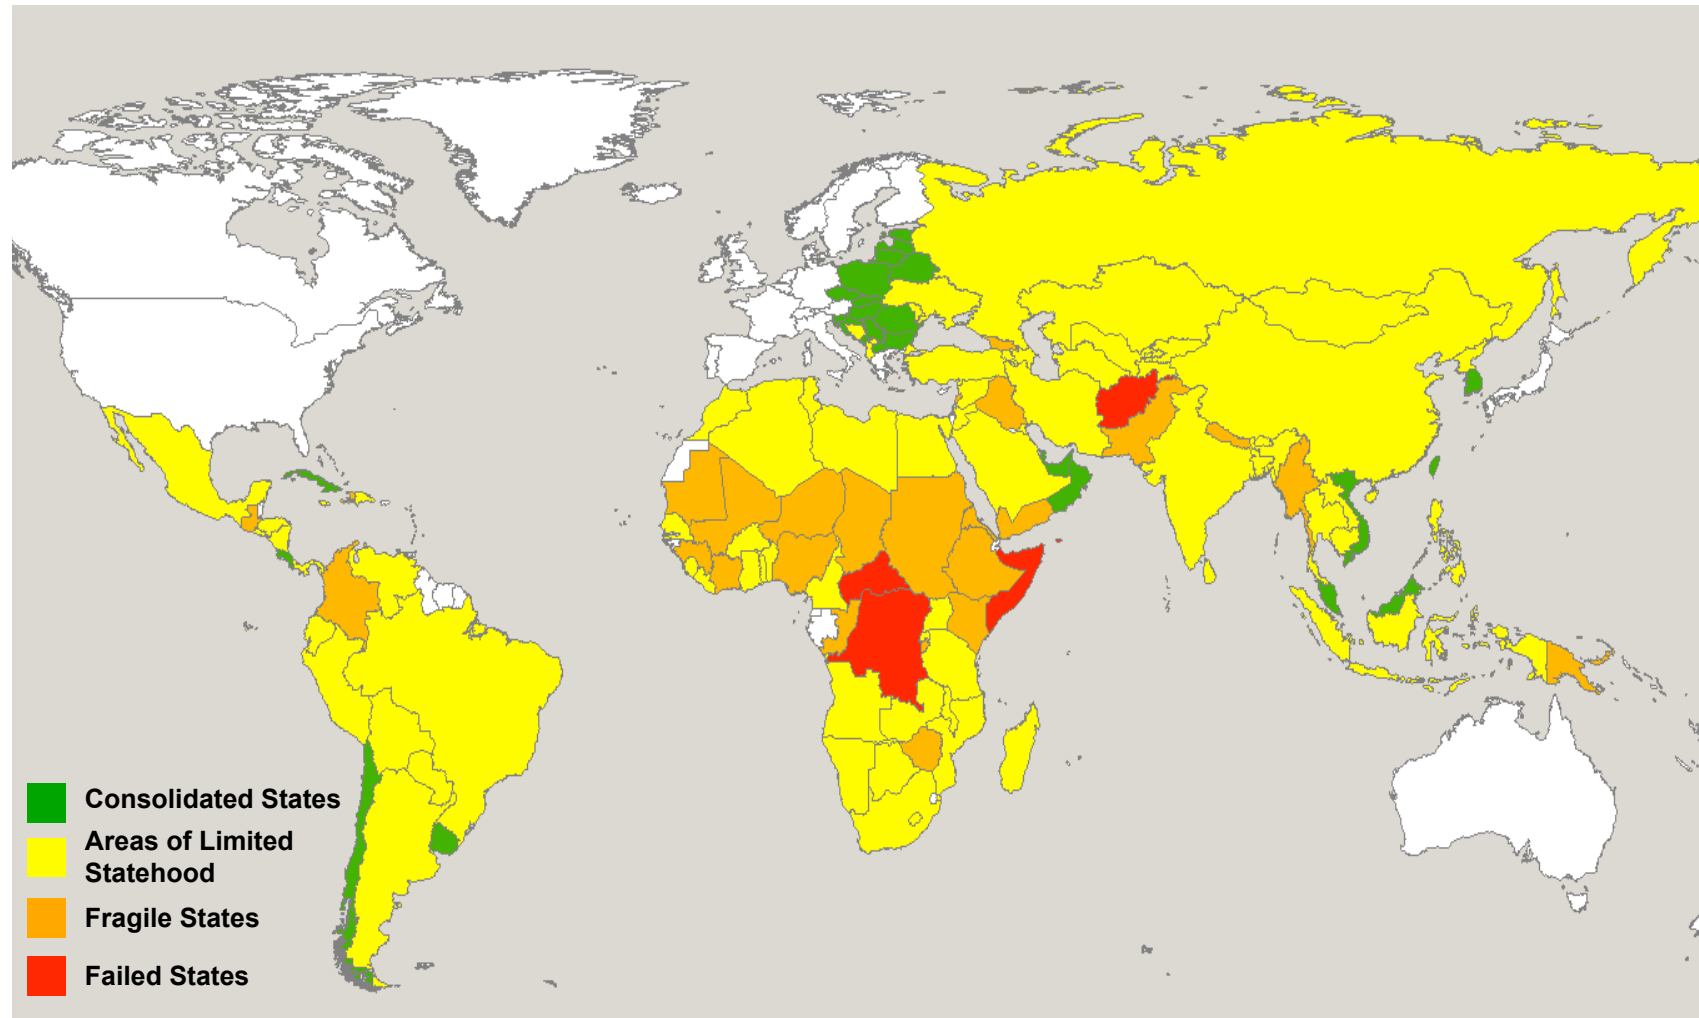 Consolidated States
Areas of Limited
Statehood
Fragile States
Failed States